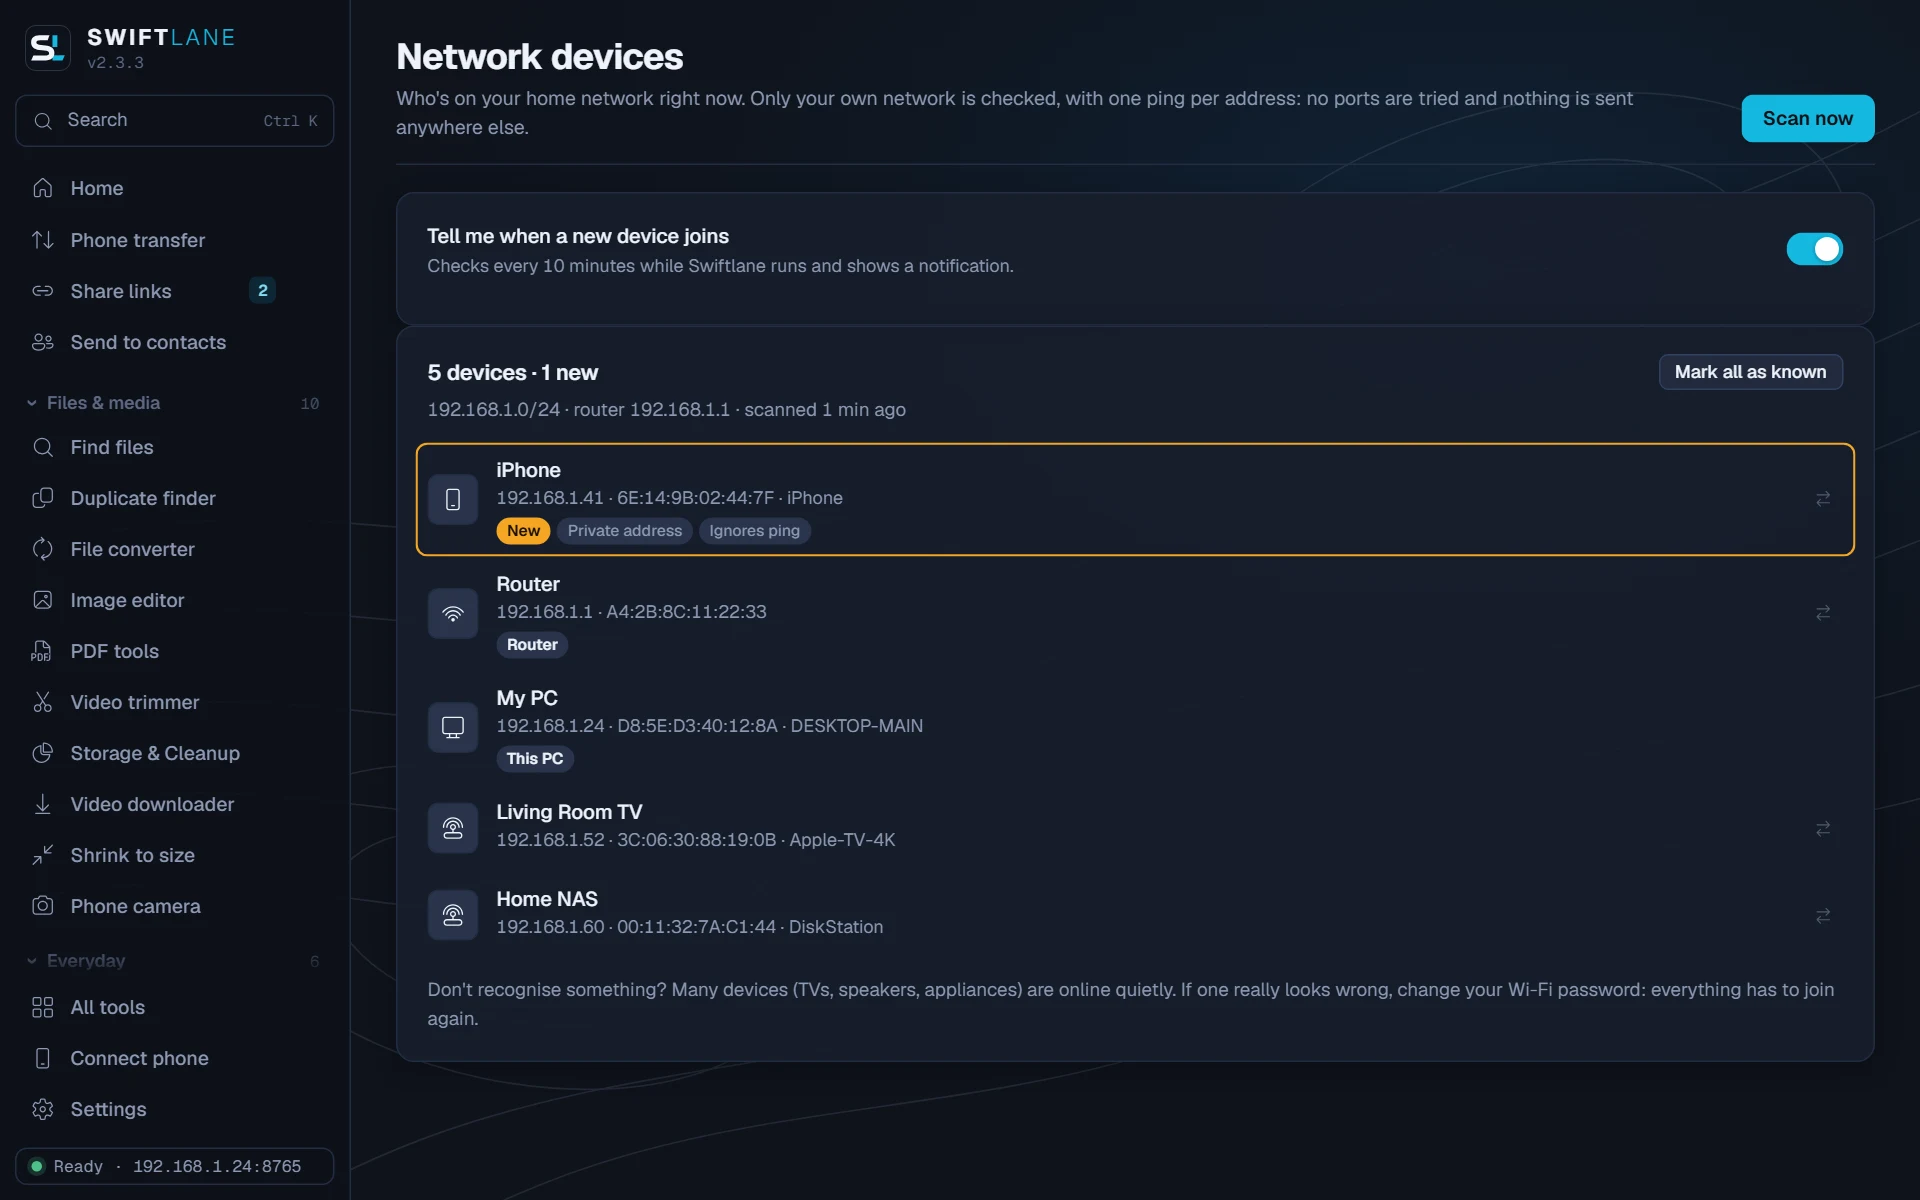 SWIFTLANE
v2.3.3
Search
Ctrl K
Home
Phone transfer
Share links
2
Send to contacts
Files & media
10
Find files
Duplicate finder
File converter
Image editor
PDF
PDF tools
Video trimmer
Storage & Cleanup
Video downloader
Shrink to size
Phone camera
Everyday
6
All tools
Connect phone
Settings
Ready · 192.168.1.24:8765
Network devices
Who's on your home network right now. Only your own network is checked, with one ping per address: no ports are tried and nothing is sent
anywhere else.
Scan now
Tell me when a new device joins
Checks every 10 minutes while Swiftlane runs and shows a notification.
5 devices · 1 new
Mark all as known
192.168.1.0/24 · router 192.168.1.1 · scanned 1 min ago
iPhone
192.168.1.41 · 6E:14:9B:02:44:7F · iPhone
New
Private address
Ignores ping
Router
192.168.1.1 · A4:2B:8C:11:22:33
Router
My PC
192.168.1.24 · D8:5E:D3:40:12:8A · DESKTOP-MAIN
This PC
Living Room TV
192.168.1.52 · 3C:06:30:88:19:0B · Apple-TV-4K
Home NAS
192.168.1.60 · 00:11:32:7A:C1:44 · DiskStation
Don't recognise something? Many devices (TVs, speakers, appliances) are online quietly. If one really looks wrong, change your Wi-Fi password: everything has to join
again.